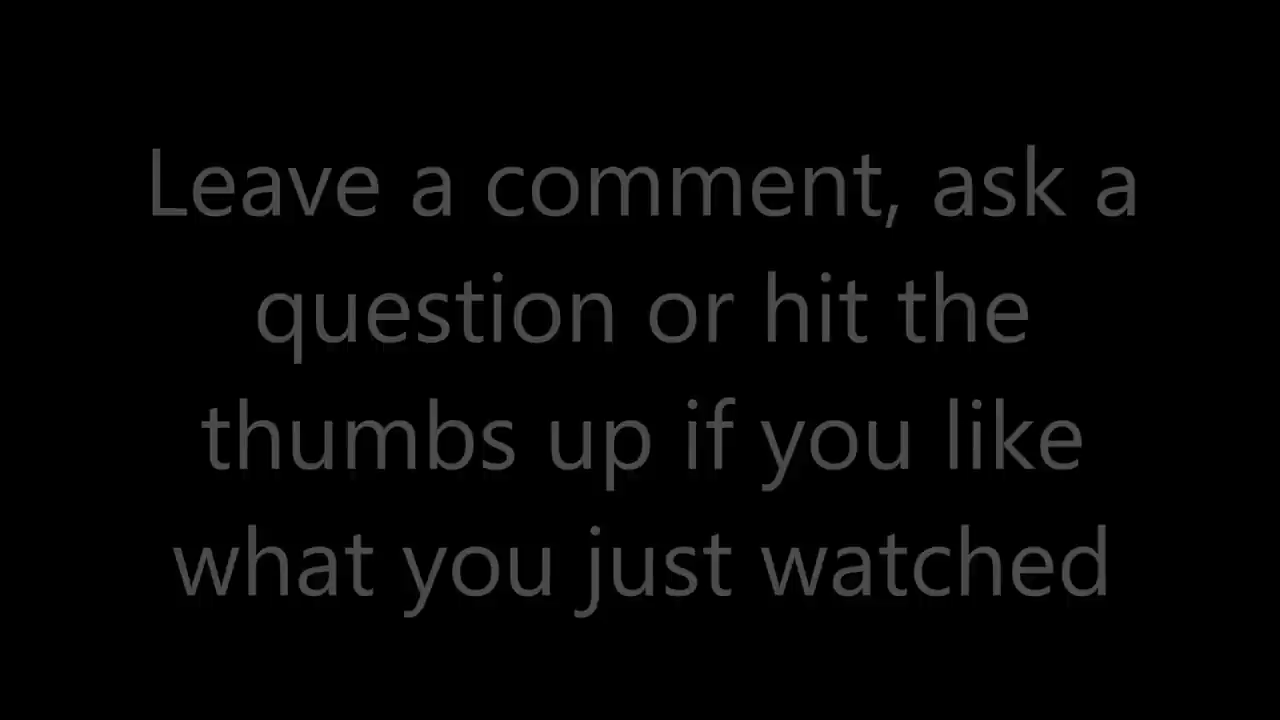 Leave a comment, ask a
question or hit the
thumbs up if you like
what you just watched